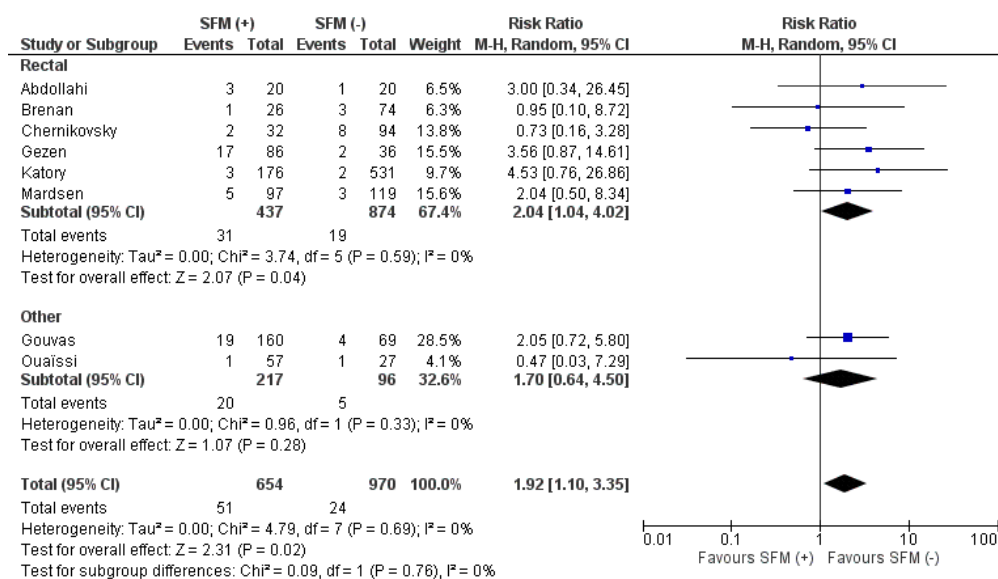 SFM (+) SFM (-) Risk Ratio Risk Ratio
Study or Subgroup Events Total Events Total Weight M-H, Random, 95% CI M-H, Random, 95% CI
Rectal
Abdollahi 3 20 1 20 6.5% 3.00 [0.34, 26.45]
Brenan 1 26 3 74 6.3% 0.95 [0.10, 8.72]
Chernikovsky 2 32 8 94 13.8% 0.73 [0.16, 3.28]
Gezen 17 86 2 36 15.5% 3.56 [0.87, 14.61]
Katory 3 176 2 531 9.7% 4.53 [0.76, 26.86]
Mardsen 5 97 3 119 15.6% 2.04 [0.50, 8.34]
Subtotal (95% CI) 437 874 67.4% 2.04 [1.04, 4.02]
Total events 31 19
Heterogeneity: Tau² = 0.00; Chi² = 3.74, df = 5 (P = 0.59); I² = 0%
Test for overall effect: Z = 2.07 (P = 0.04)
Other
Gouvas 19 160 4 69 28.5% 2.05 [0.72, 5.80]
Ouaïssi 1 57 1 27 4.1% 0.47 [0.03, 7.29]
Subtotal (95% CI) 217 96 32.6% 1.70 [0.64, 4.50]
Total events 20 5
Heterogeneity: Tau² = 0.00; Chi² = 0.96, df = 1 (P = 0.33); I² = 0%
Test for overall effect: Z = 1.07 (P = 0.28)
Total (95% CI) 654 970 100.0% 1.92 [1.10, 3.35]
Total events 51 24
Heterogeneity: Tau² = 0.00; Chi² = 4.79, df = 7 (P = 0.69); I² = 0%
Test for overall effect: Z = 2.31 (P = 0.02)
Test for subgroup differences: Chi² = 0.09, df = 1 (P = 0.76), I² = 0%
0.01 0.1 1 10 100
Favours SFM (+) Favours SFM (-)